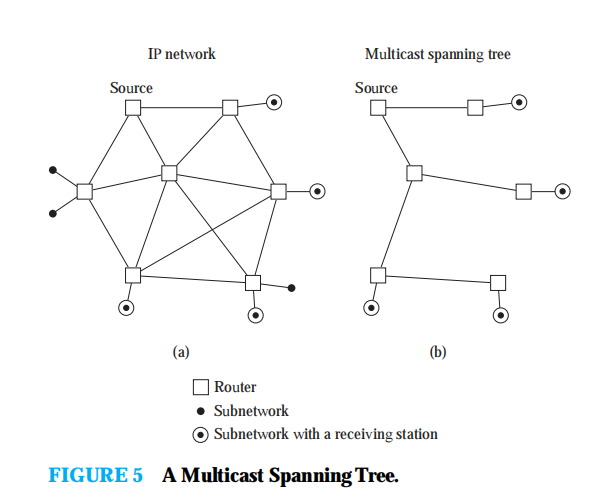 IP network
Multicast spanning tree
Source
Source
(a)
(b)
Router
Subnetwork
Subnetwork with a receiving station
FIGURE 5 A Multicast Spanning Tree.